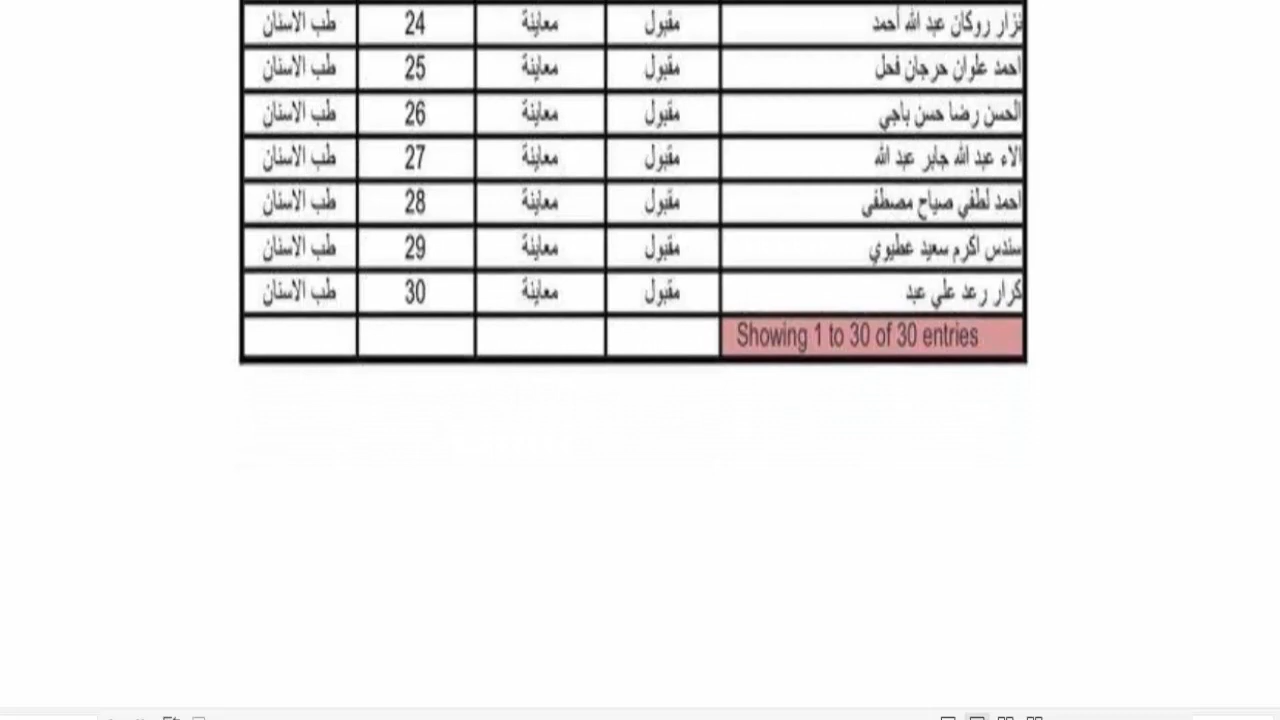 نزار روكان عبد الله أحمد مقبول معاينة 24 طب الاسنان
احمد علوان حرجان فحل مقبول معاينة 25 طب الاسنان
الحسن رضا حسن باجي مقبول معاينة 26 طب الاسنان
الاء عبد الله جابر عبد الله مقبول معاينة 27 طب الاسنان
احمد لطفي صياح مصطفى مقبول معاينة 28 طب الاسنان
سندس اكرم سعيد عطيوي مقبول معاينة 29 طب الاسنان
كرار رعد علي عبد مقبول معاينة 30 طب الاسنان
Showing 1 to 30 of 30 entries